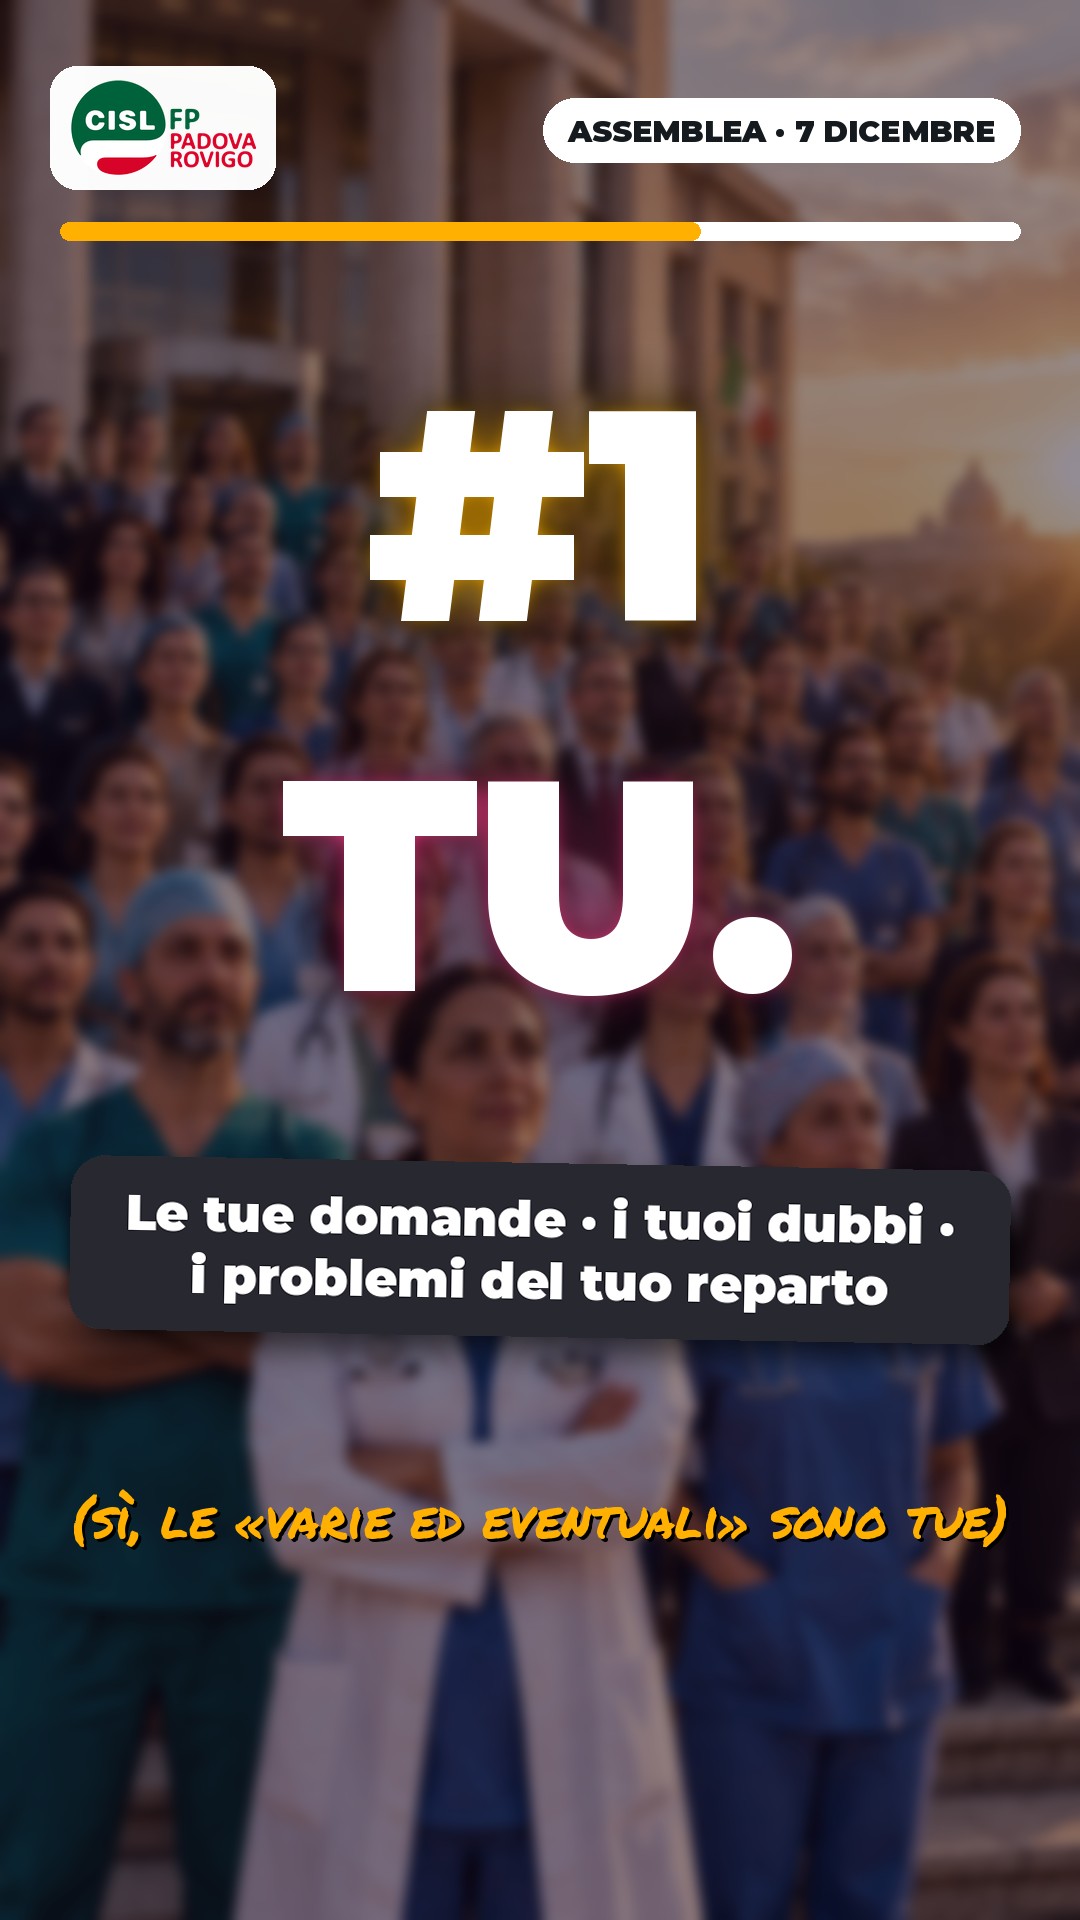 CISL FP
PADOVA
ROVIGO
ASSEMBLEA • 7 DICEMBRE
#1
TU.
Le tue domande • i tuoi dubbi •
i problemi del tuo reparto
(SÌ, LE «VARIE ED EVENTUALI» SONO TUE)